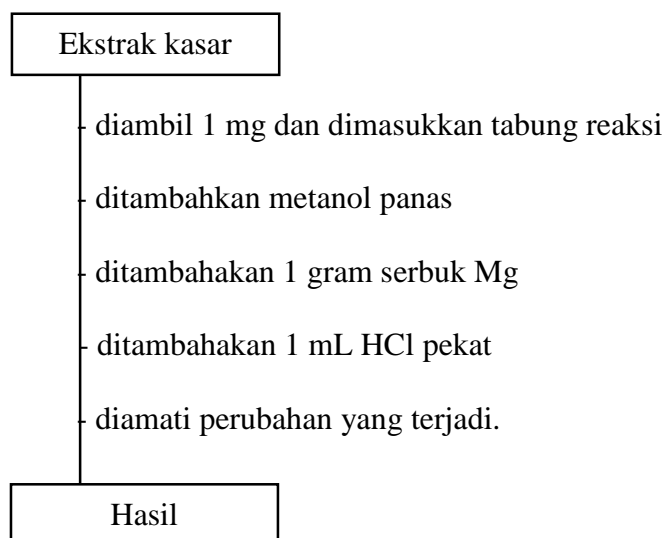 Ekstrak kasar
- diambil 1 mg dan dimasukkan tabung reaksi
- ditambahkan metanol panas
- ditambahakan 1 gram serbuk Mg
- ditambahakan 1 mL HCl pekat
- diamati perubahan yang terjadi.
Hasil